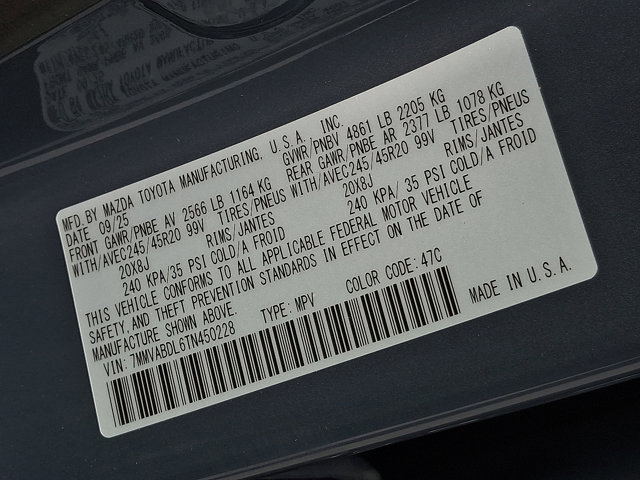 MFD.BY MAZDA TOYOTA MANUFACTURING, U.S.A. INC
DATE 09/25 GVWR/PNBV 4861 LB 2205 KG
FRONT GAWR/PNBE AV 2566 LB 1164 KG REAR GAWR/PNBE AR 2377 LB 1078 KG
WITH/AVEC245/45R20 99V TIRES/PNEUS WITH/AVEC245/45R20 99V TIRES/PNEUS
20X8J RIMS/JANTES 20X8J RIMS/JANTES
240 KPA/35 PSI COLD/A FROID 240 KPA/ 35 PSI COLD/A FROID
THIS VEHICLE CONFORMS TO ALL APPLICABLE FEDERAL MOTOR VEHICLE
SAFETY, AND THEFT PREVENTION STANDARDS IN EFFECT ON THE DATE OF
MANUFACTURE SHOWN ABOVE.
VIN: 7MMVABDL6TN450228 TYPE: MPV COLOR CODE: 47C
MADE IN U.S.A.